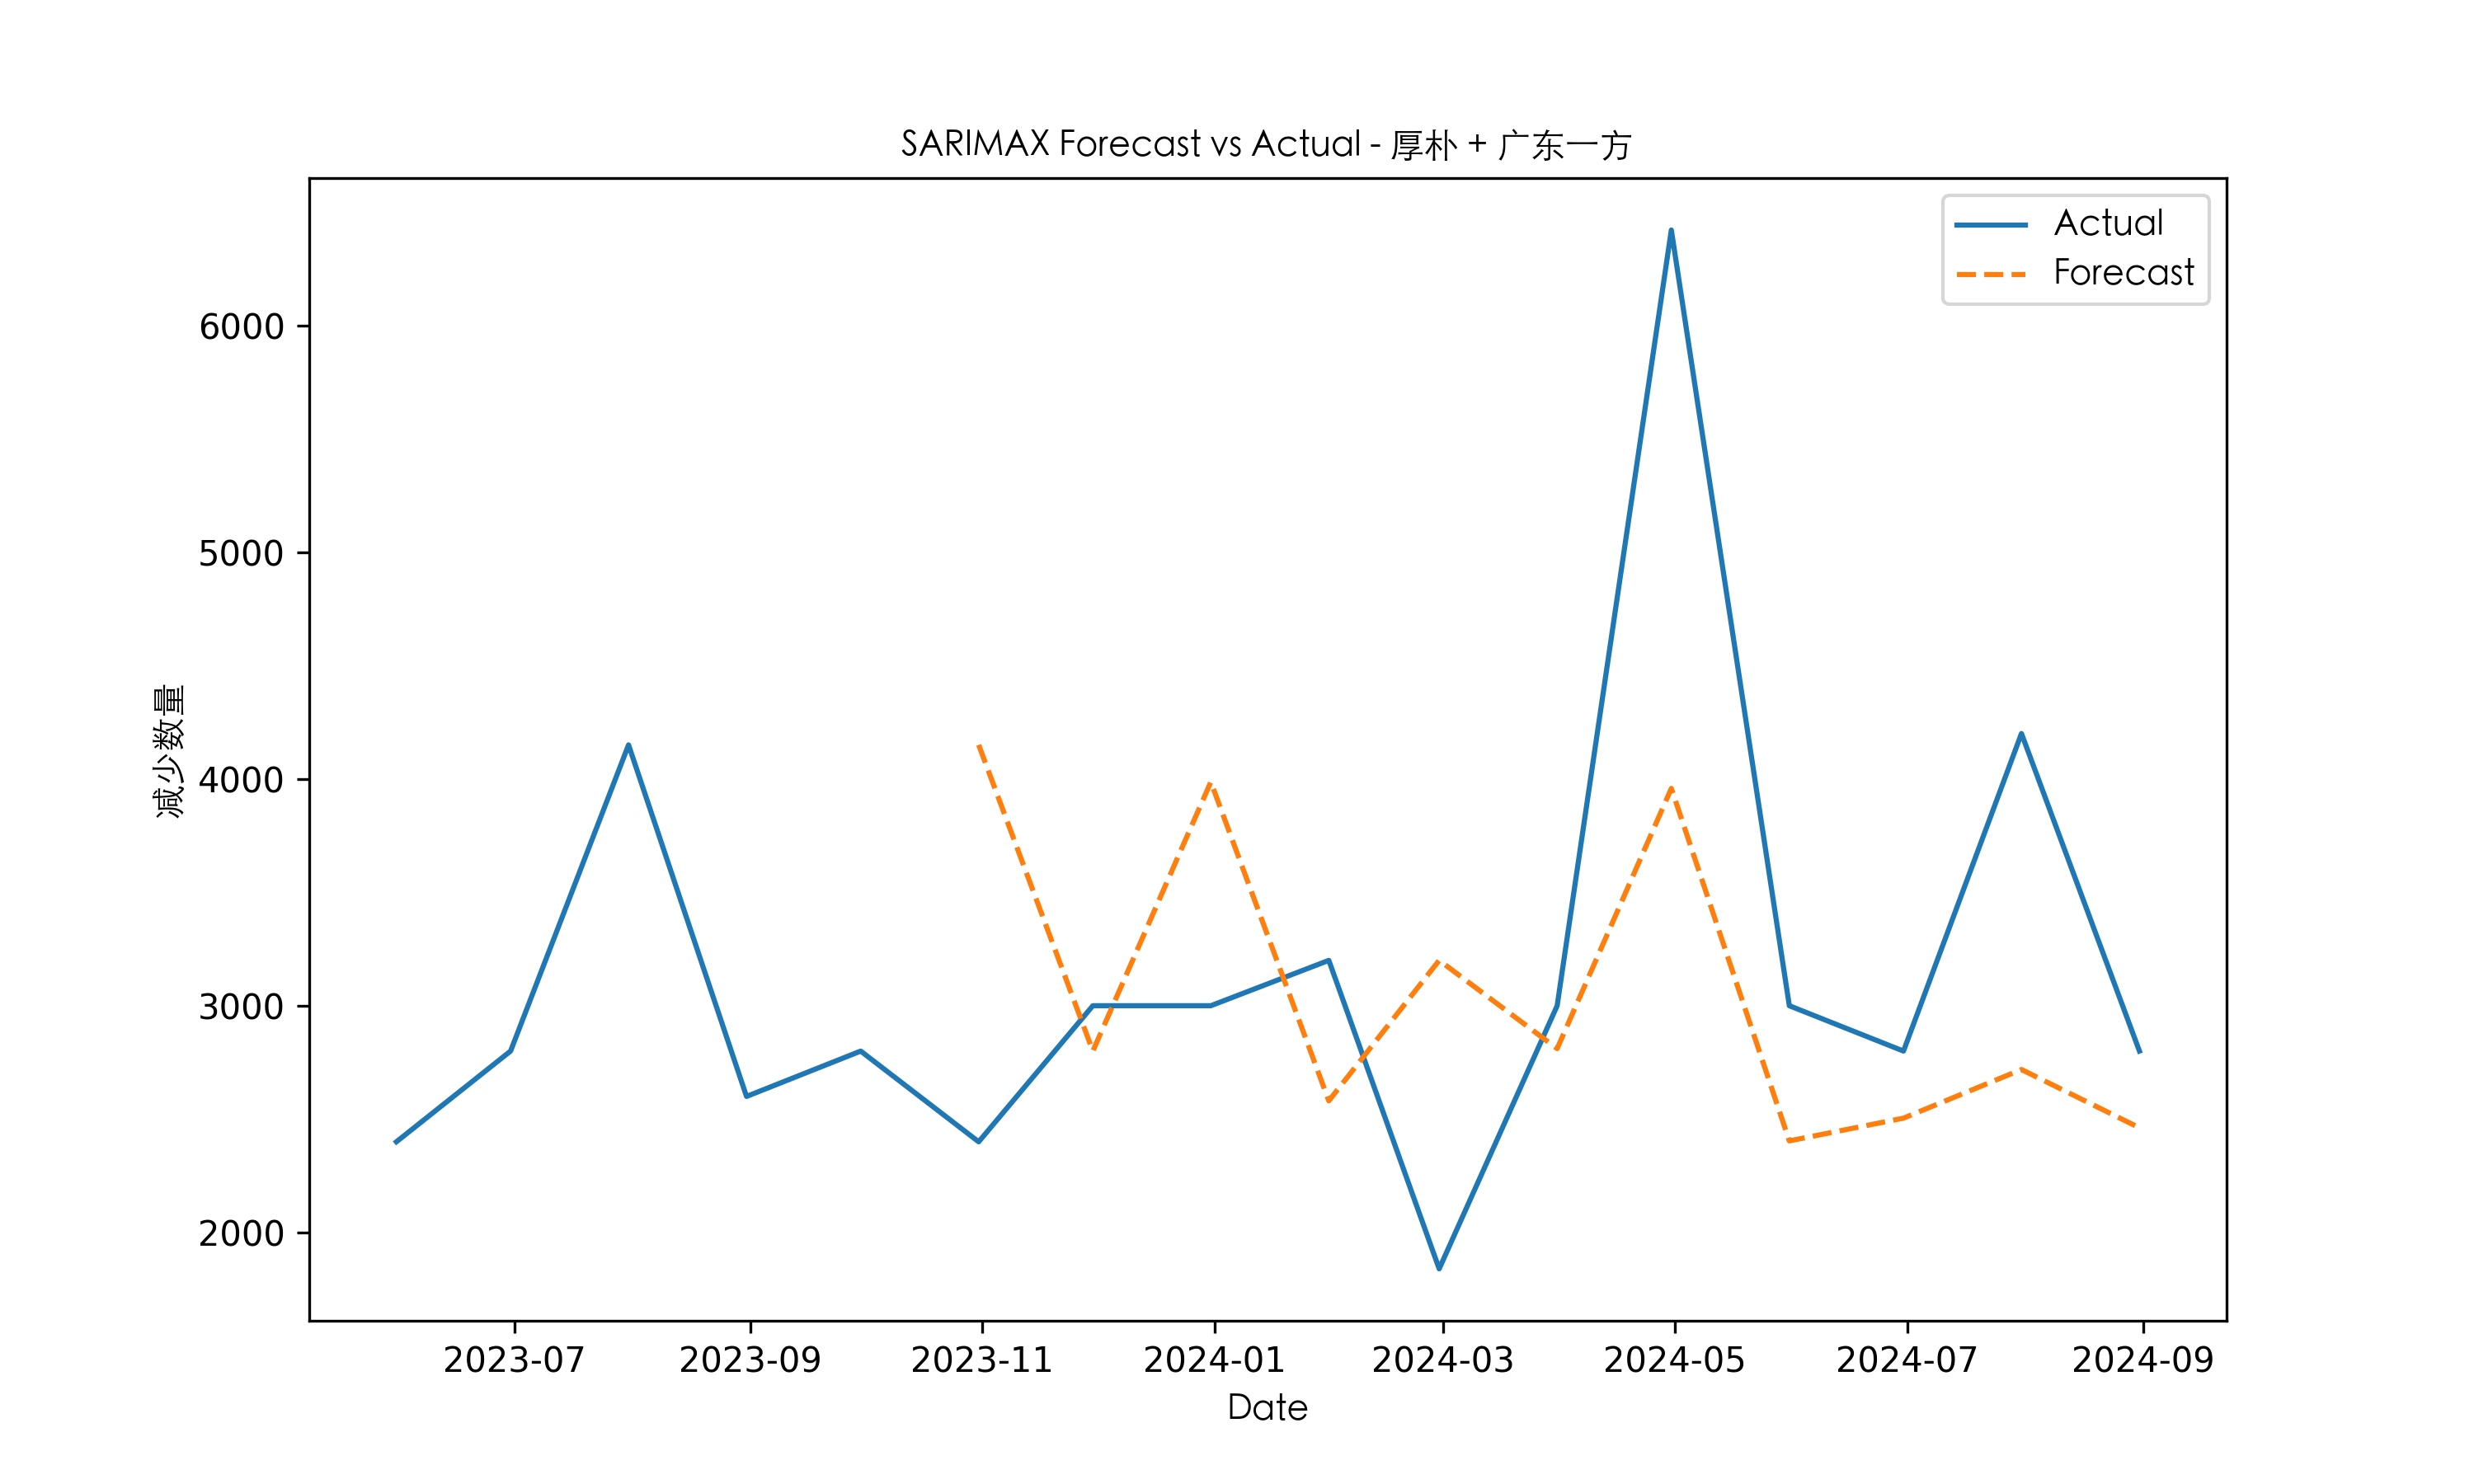 SARIMAX Forecast vs Actual - 厚朴 + 广东一方
Actual
Forecast
减少数量
6000
5000
4000
3000
2000
2023-07
2023-09
2023-11
2024-01
2024-03
2024-05
2024-07
2024-09
Date